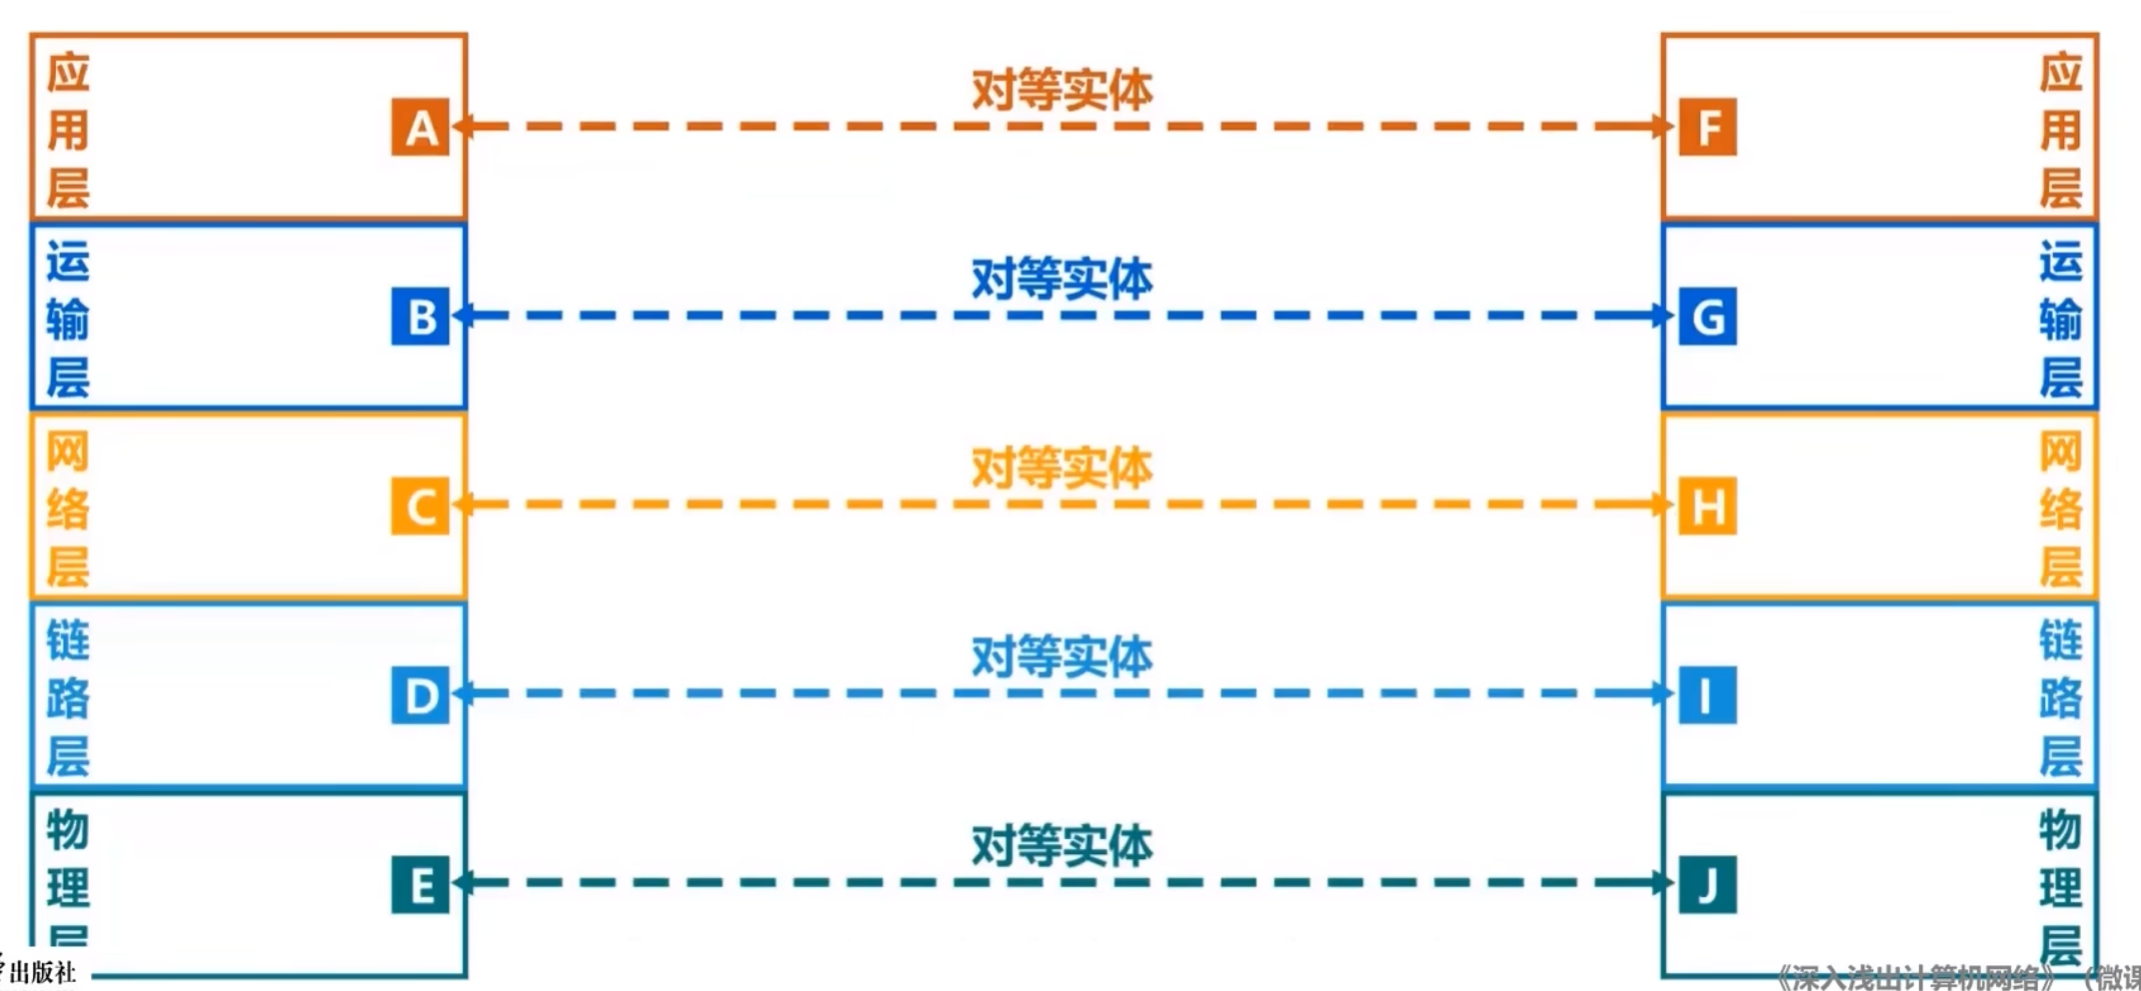 应用层
A
对等实体
F
应用层
运输层
B
对等实体
G
运输层
网络层
C
对等实体
H
网络层
链路层
D
对等实体
I
链路层
物理层
E
对等实体
J
物理层
出版社
《深入浅出计算机网络》（微课